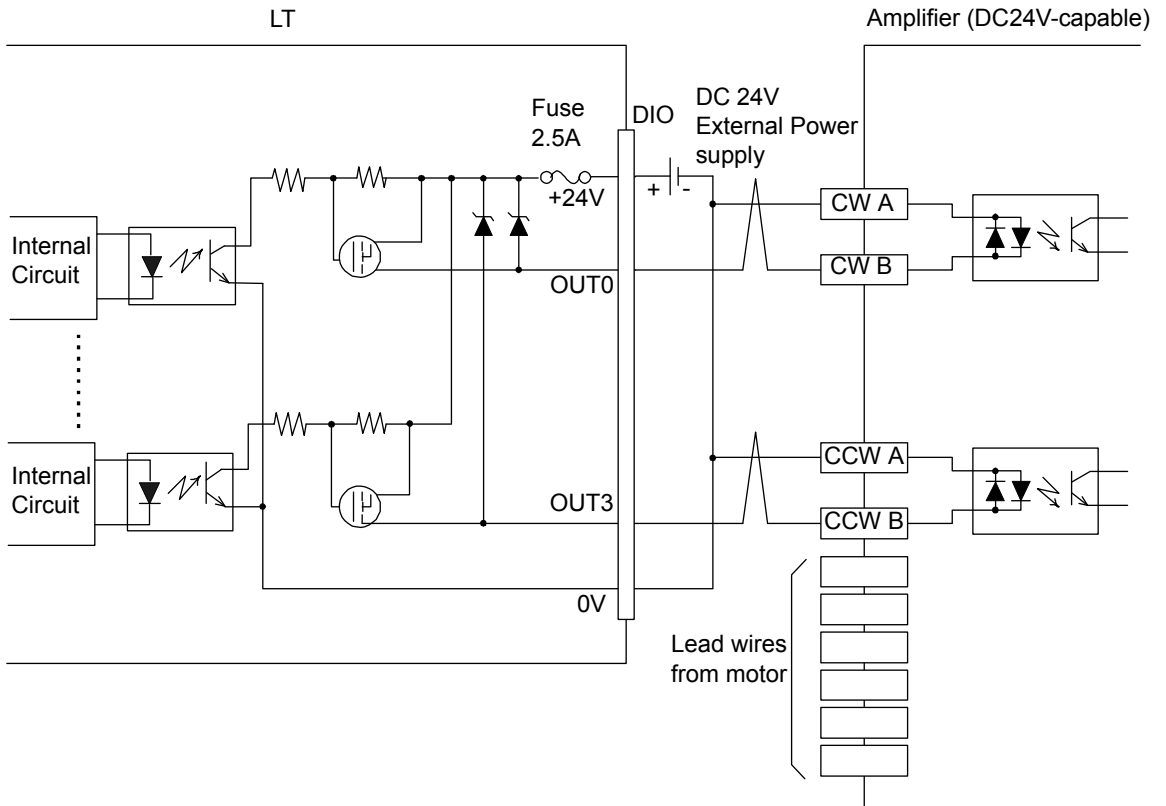 LT
Amplifier (DC24V-capable)
Fuse
2.5A
DIO
DC 24V
External Power
supply
+24V
+ -
CW A
Internal
Circuit
CW B
OUT0
CCW A
Internal
Circuit
OUT3
CCW B
0V
Lead wires
from motor